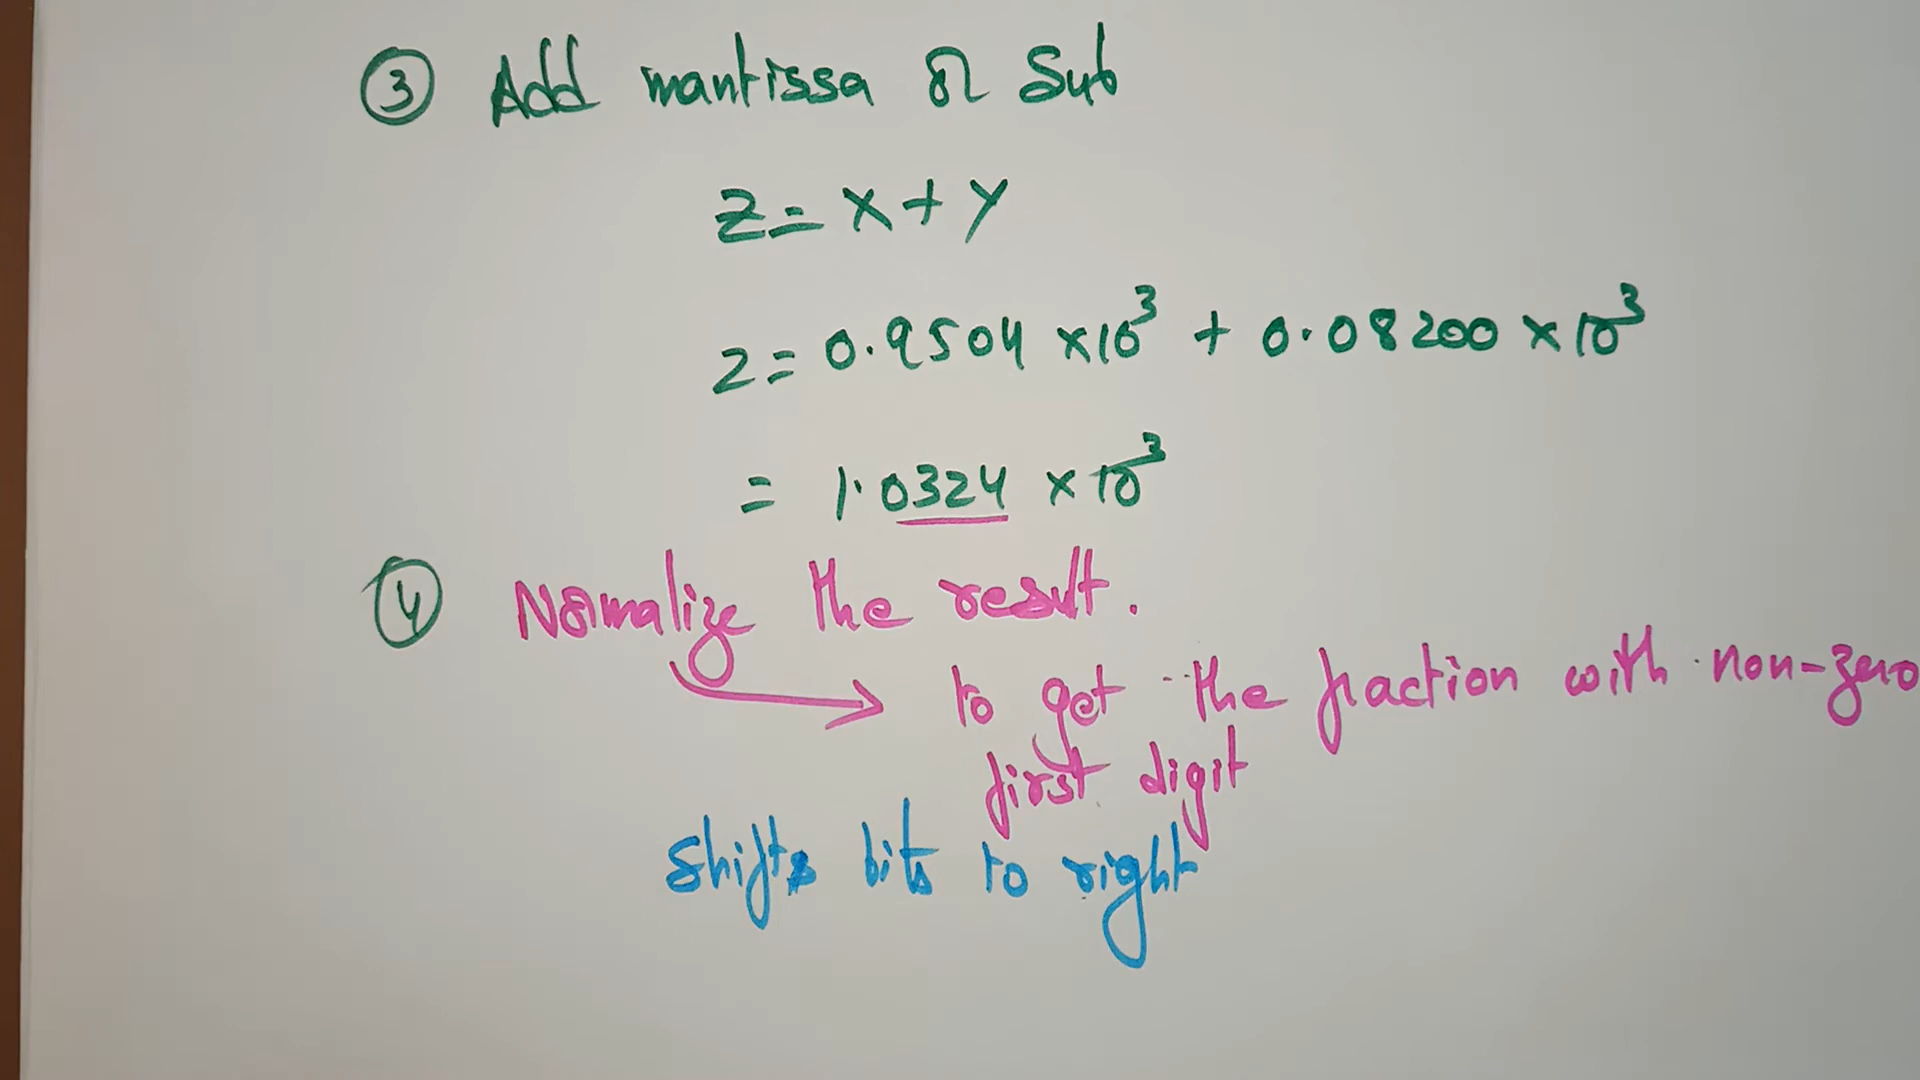 ③ Add mantissa or Sub
Z = X + Y
Z = 0.9504 × 10³ + 0.08200 × 10³
= 1.0324 × 10³
④ Normalize the result.
→ to get the fraction with non-zero
first digit
Shifts bits to right